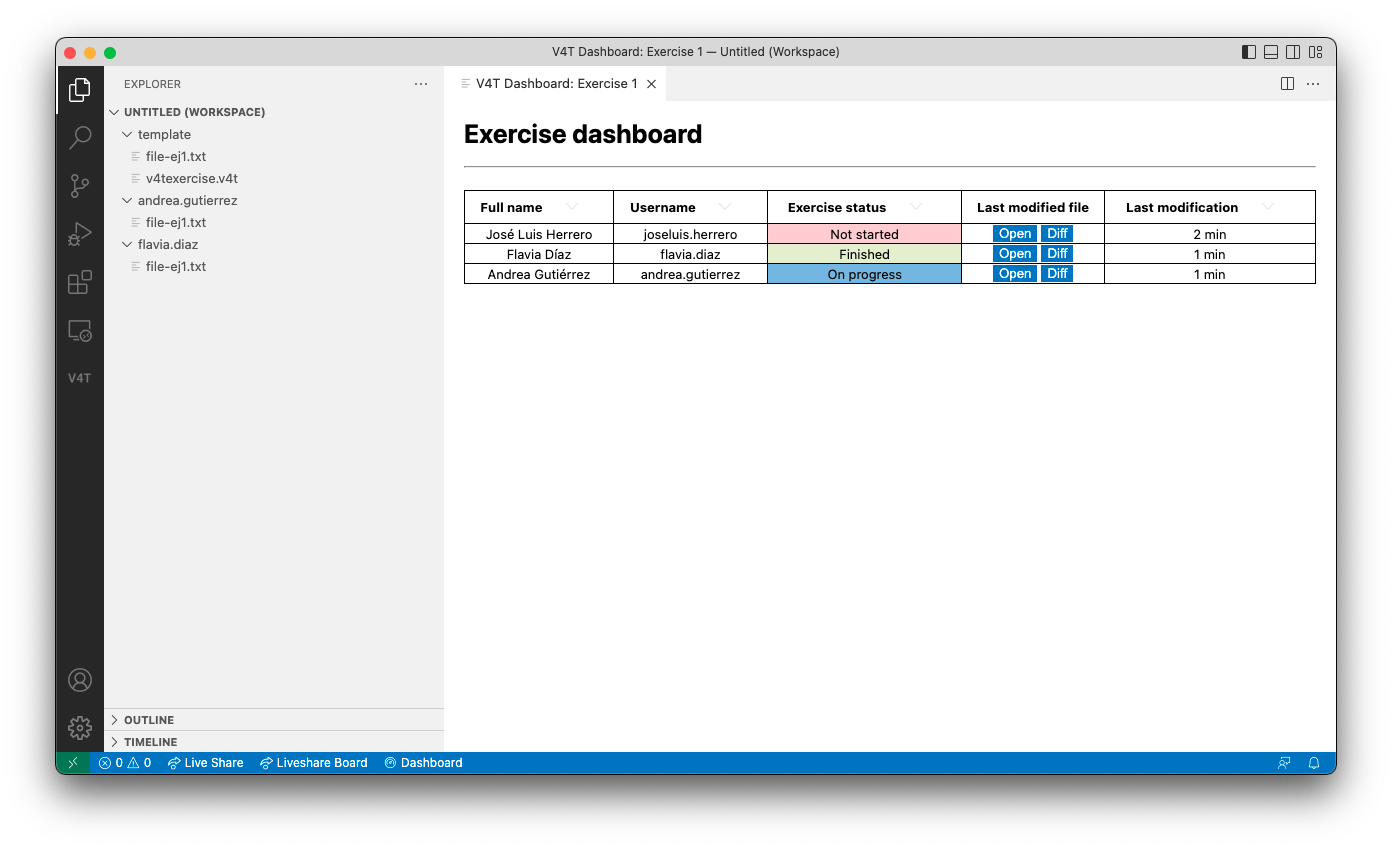 V4T Dashboard: Exercise 1 — Untitled (Workspace)
EXPLORER
UNTITLED (WORKSPACE)
template
file-ej1.txt
v4texercise.v4t
andrea.gutierrez
file-ej1.txt
flavia.diaz
file-ej1.txt
V4T
OUTLINE
TIMELINE
V4T Dashboard: Exercise 1
Exercise dashboard
Full name Username Exercise status Last modified file Last modification
José Luis Herrero joseluis.herrero Not started Open Diff 2 min
Flavia Díaz flavia.diaz Finished Open Diff 1 min
Andrea Gutiérrez andrea.gutierrez On progress Open Diff 1 min
0 0 Live Share Liveshare Board Dashboard